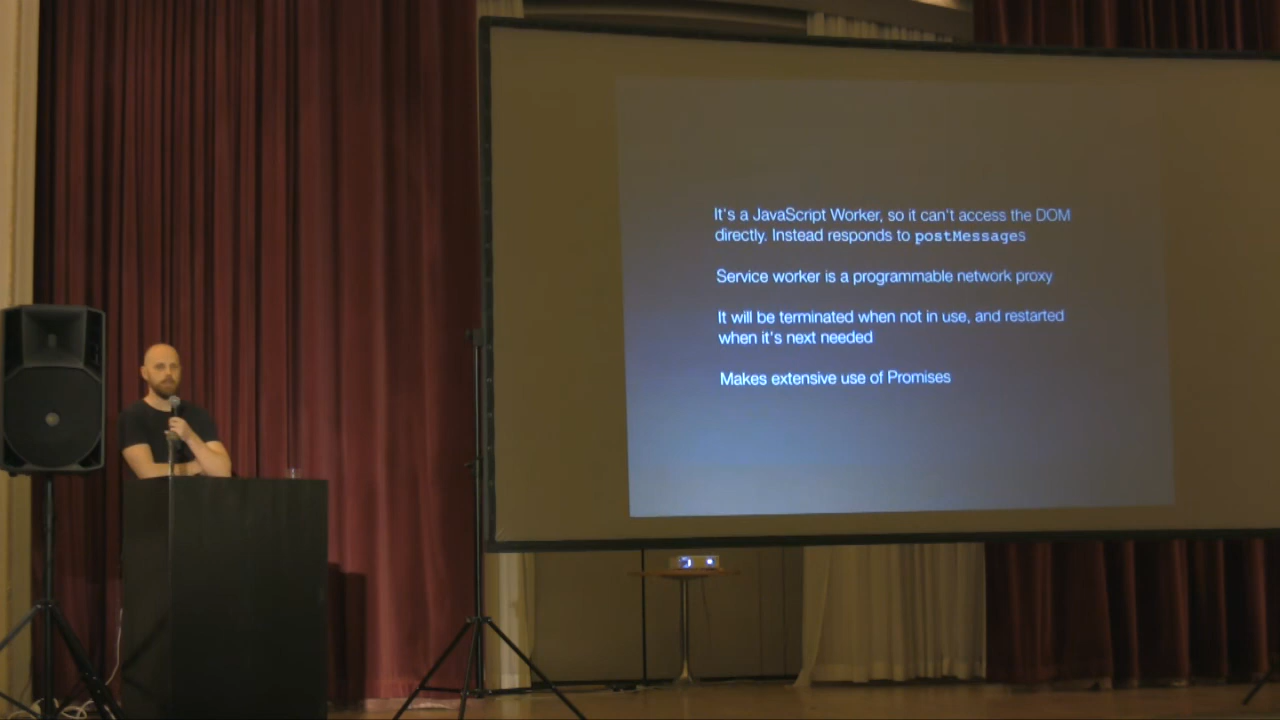 It's a JavaScript Worker, so it can't access the DOM
directly. Instead responds to postMessages
Service worker is a programmable network proxy
It will be terminated when not in use, and restarted
when it's next needed
Makes extensive use of Promises